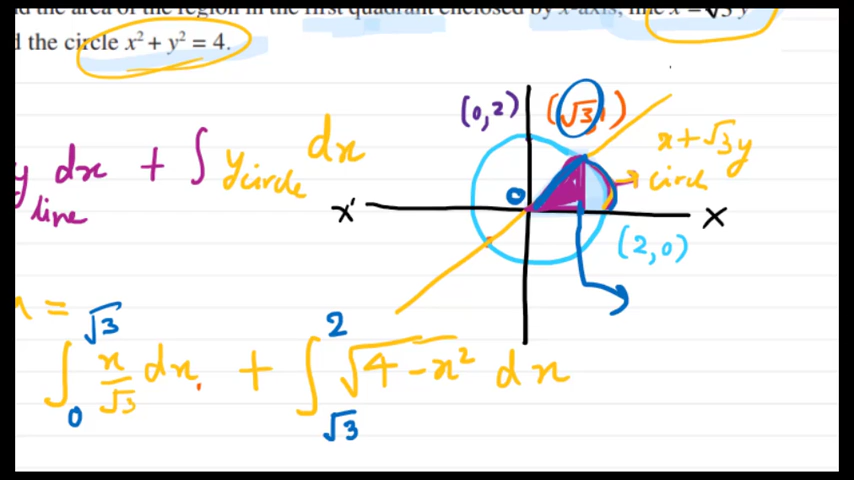 the area of the region in the first quadrant enclosed by x-axis, line x = √3 y
d the circle x² + y² = 4.
(0,2) (√3, )
y line dx + ∫ y circle dx
x + √3y
circle
0
X' X
(2,0)
=
∫₀^√3 x/√3 dx + ∫√3^2 √4-x² dx